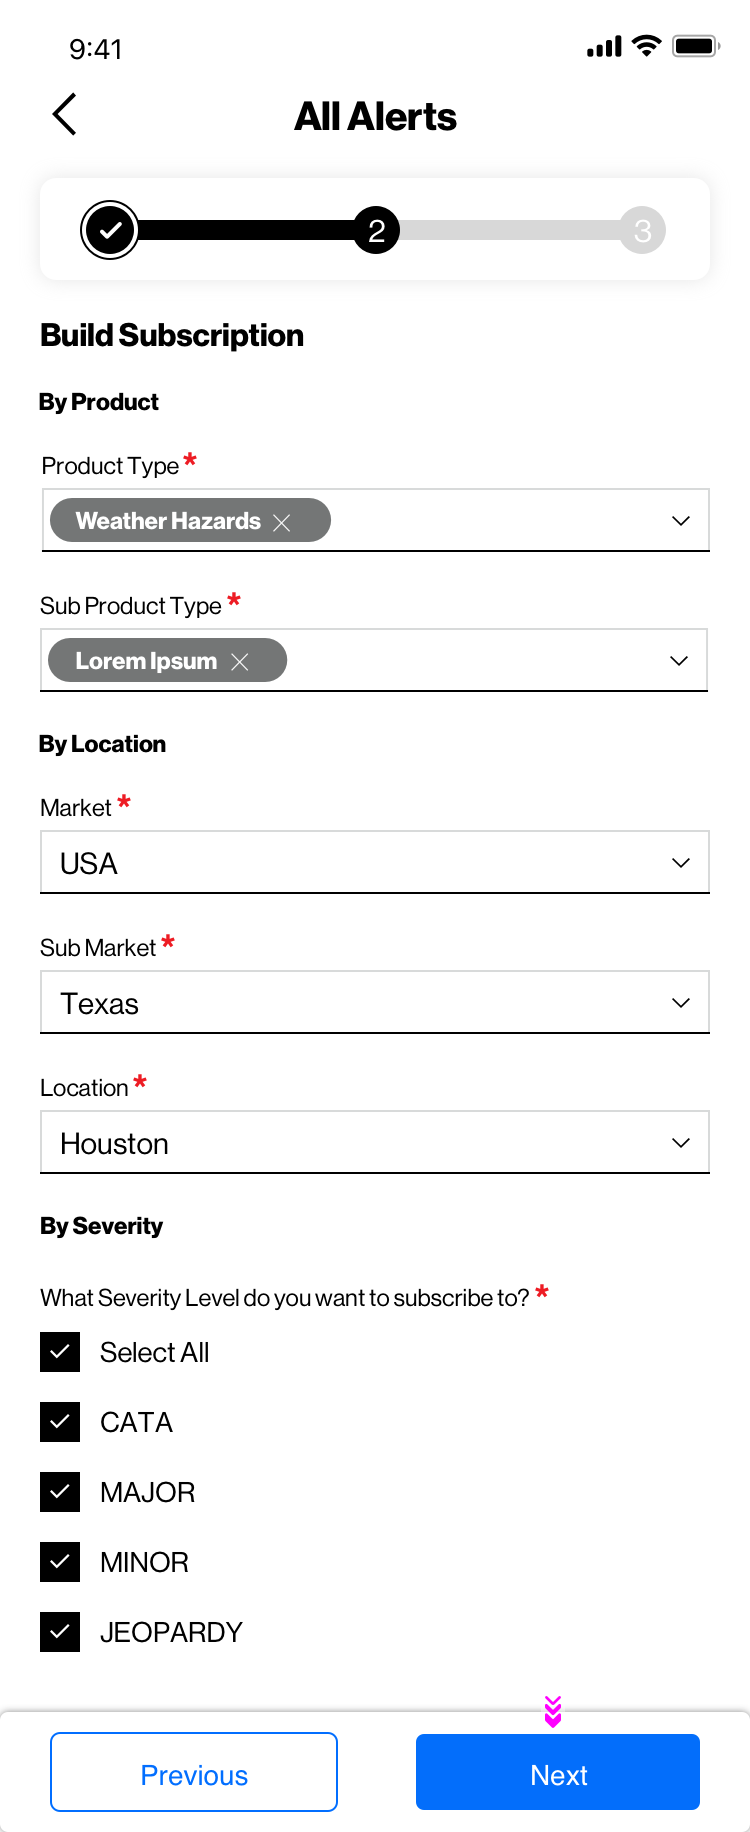 9:41
All Alerts
2
3
Build Subscription
By Product
Product Type *
Weather Hazards
Sub Product Type *
Lorem Ipsum
By Location
Market *
USA
Sub Market *
Texas
Location *
Houston
By Severity
What Severity Level do you want to subscribe to? *
Select All
CATA
MAJOR
MINOR
JEOPARDY
Previous
Next